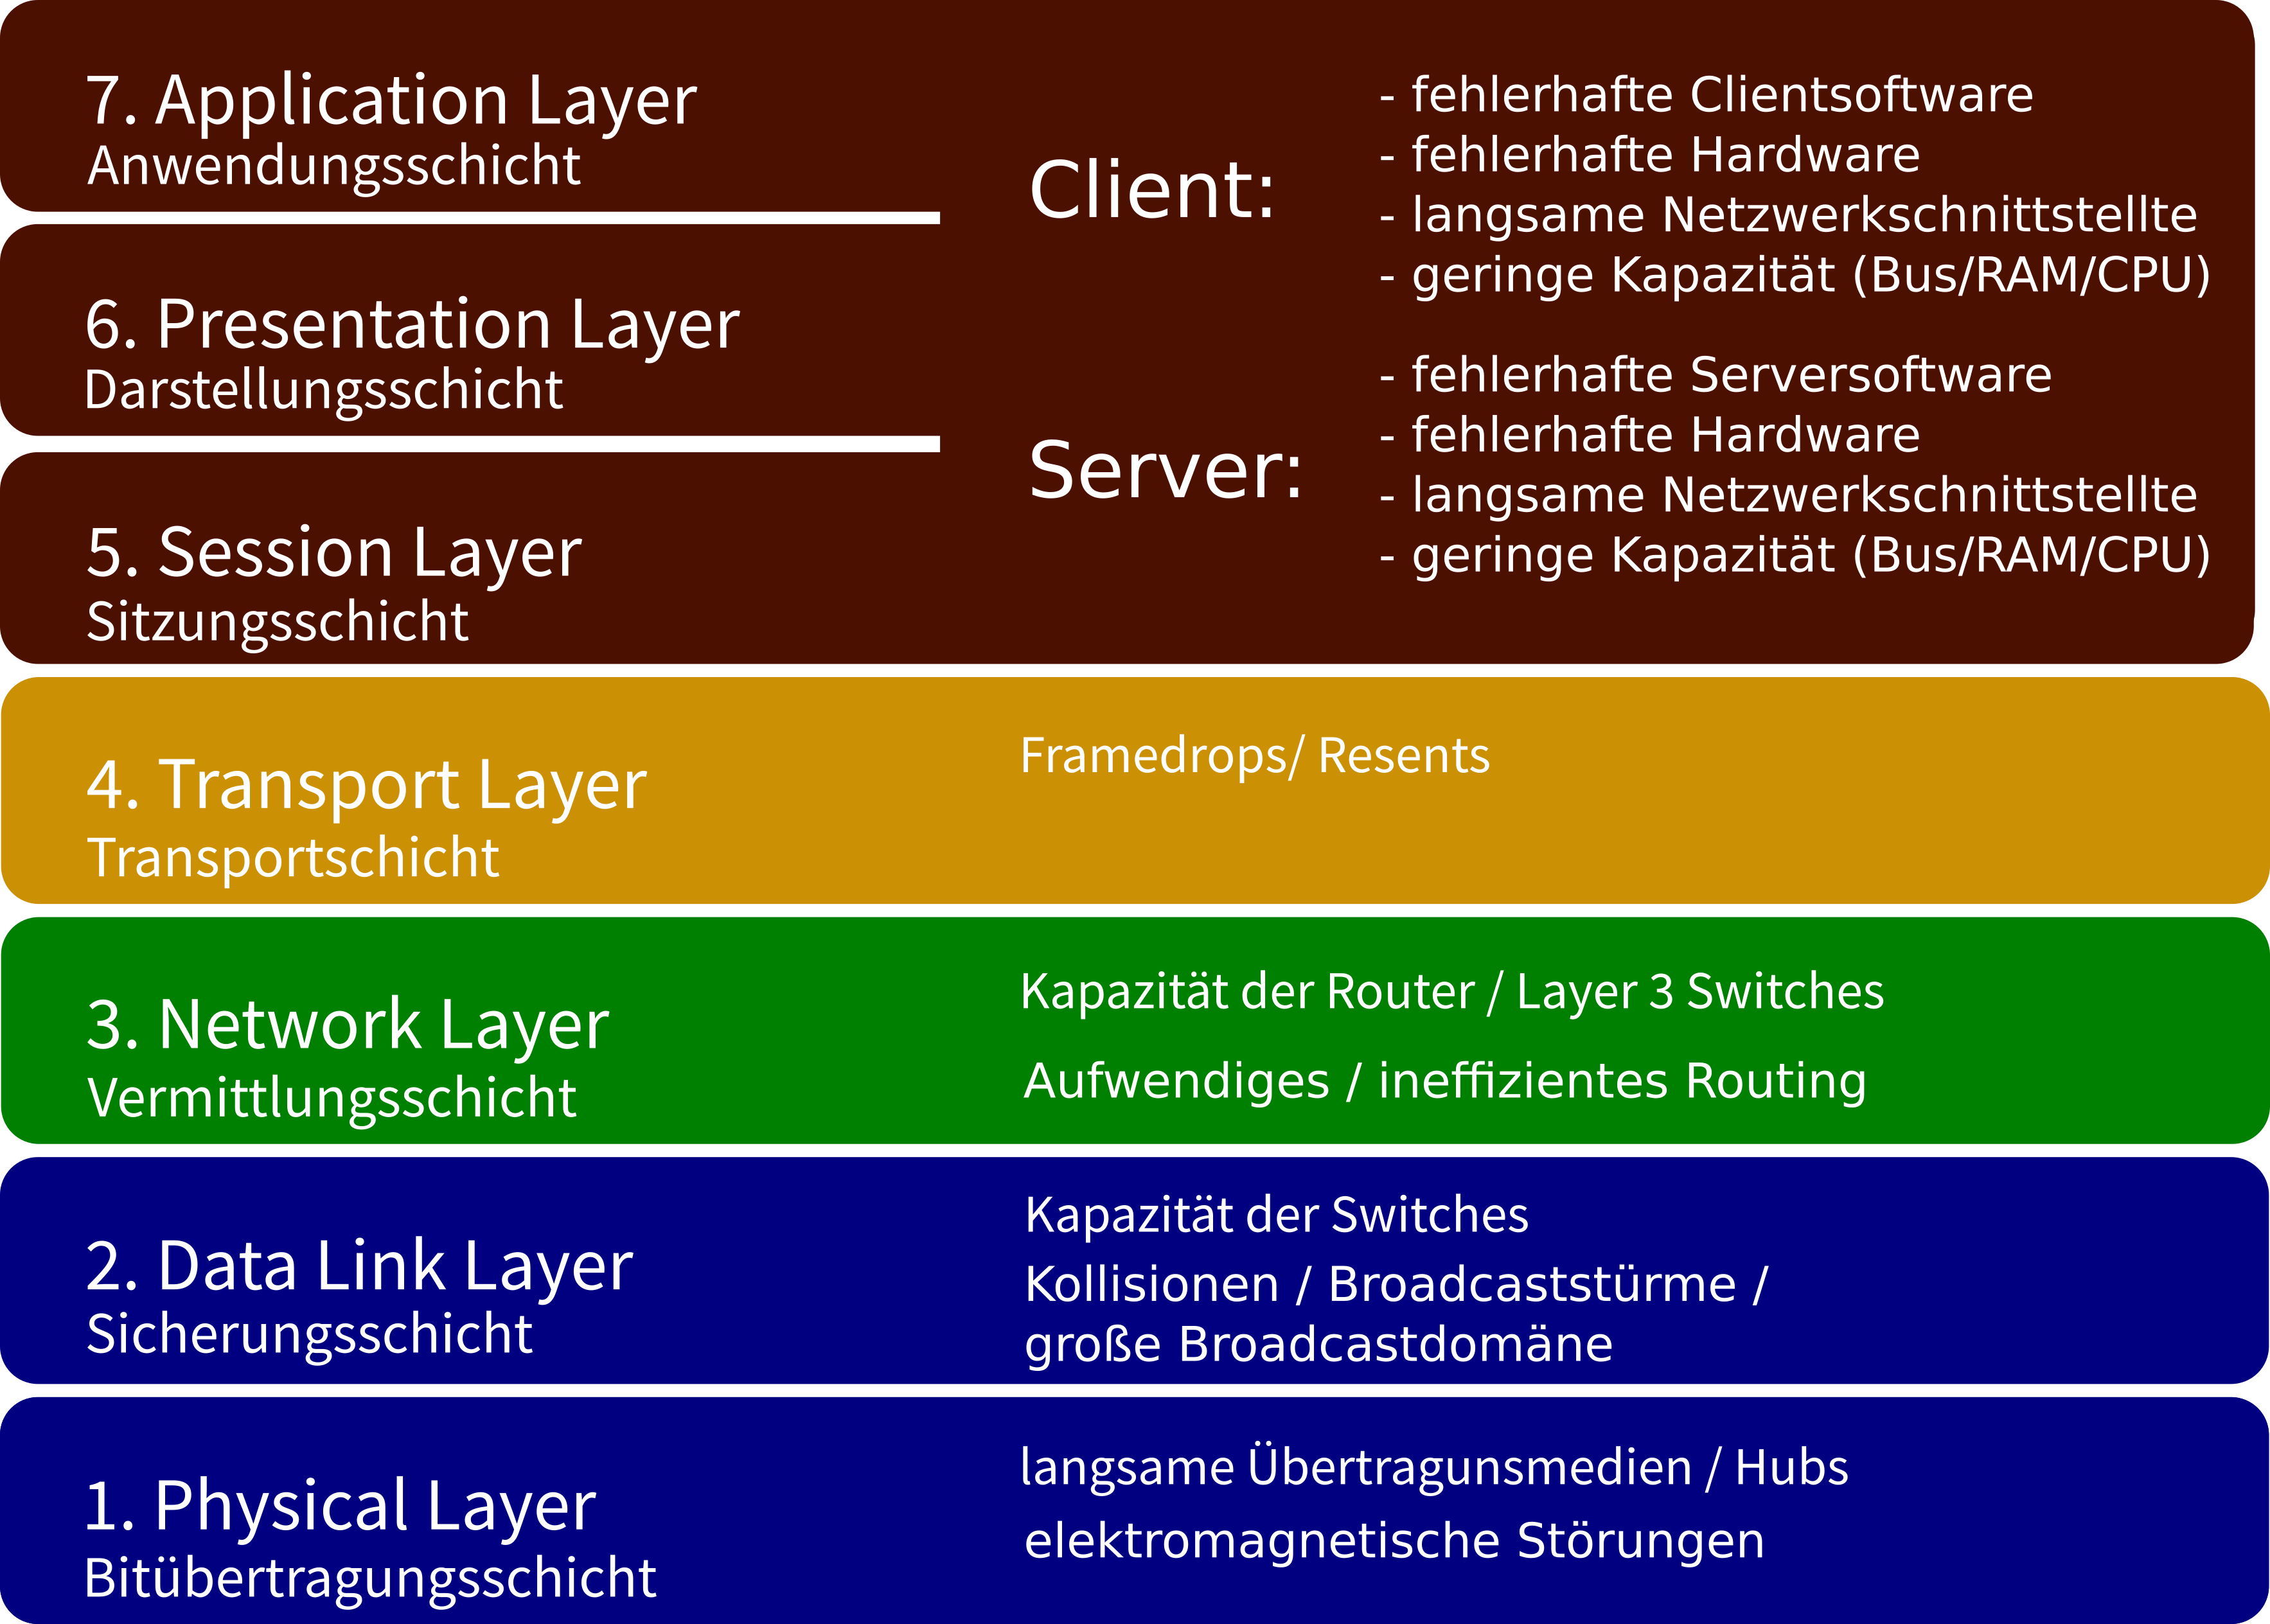 7. Application Layer
Anwendungsschicht
6. Presentation Layer
Darstellungsschicht
5. Session Layer
Sitzungsschicht
Client:
- fehlerhafte Clientsoftware
- fehlerhafte Hardware
- langsame Netzwerkschnittstellte
- geringe Kapazität (Bus/RAM/CPU)
Server:
- fehlerhafte Serversoftware
- fehlerhafte Hardware
- langsame Netzwerkschnittstellte
- geringe Kapazität (Bus/RAM/CPU)
4. Transport Layer
Transportschicht
Framedrops/ Resents
3. Network Layer
Vermittlungsschicht
Kapazität der Router / Layer 3 Switches
Aufwendiges / ineffizientes Routing
2. Data Link Layer
Sicherungsschicht
Kapazität der Switches
Kollisionen / Broadcaststürme /
große Broadcastdomäne
1. Physical Layer
Bitübertragungsschicht
langsame Übertragunsmedien / Hubs
elektromagnetische Störungen